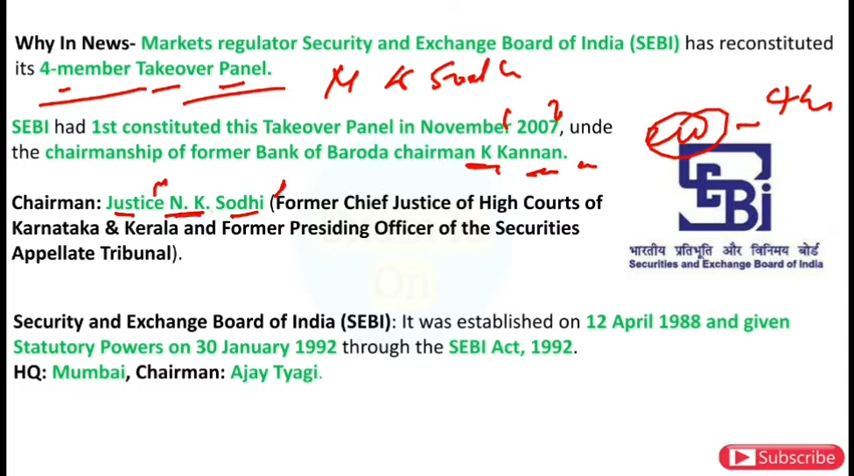 Why In News- Markets regulator Security and Exchange Board of India (SEBI) has reconstituted
its 4-member Takeover Panel.
SEBI had 1st constituted this Takeover Panel in November 2007, unde
the chairmanship of former Bank of Baroda chairman K Kannan.
SEBI
भारतीय प्रतिभूति और विनिमय बोर्ड
Securities and Exchange Board of India
Chairman: Justice N. K. Sodhi (Former Chief Justice of High Courts of
Karnataka & Kerala and Former Presiding Officer of the Securities
Appellate Tribunal).
Security and Exchange Board of India (SEBI): It was established on 12 April 1988 and given
Statutory Powers on 30 January 1992 through the SEBI Act, 1992.
HQ: Mumbai, Chairman: Ajay Tyagi.
Subscribe